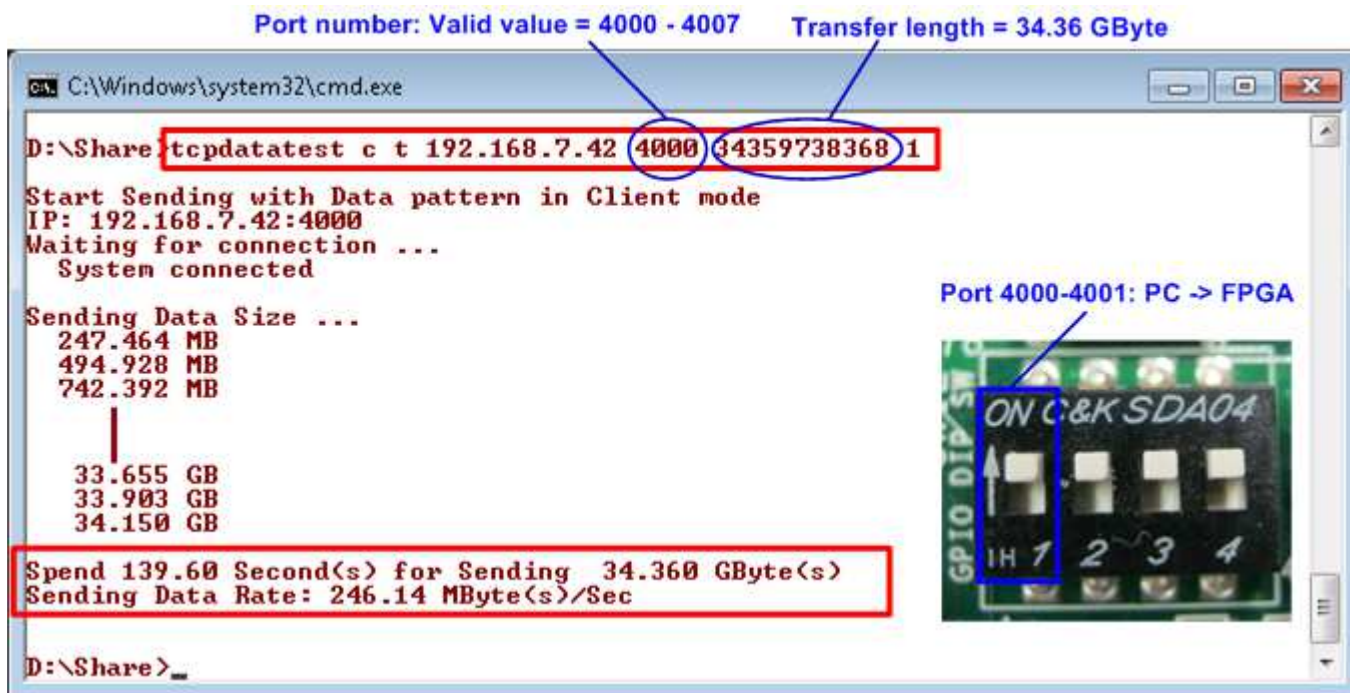 Port number: Valid value = 4000 - 4007
Transfer length = 34.36 GByte
C:\Windows\system32\cmd.exe
D:\Share>tcpdatatest c t 192.168.7.42 4000 34359738368 1
Start Sending with Data pattern in Client mode
IP: 192.168.7.42:4000
Waiting for connection ...
System connected
Sending Data Size ...
247.464 MB
494.928 MB
742.392 MB
33.655 GB
33.903 GB
34.150 GB
Spend 139.60 Second(s) for Sending 34.360 GByte(s)
Sending Data Rate: 246.14 MByte(s)/Sec
D:\Share>_
Port 4000-4001: PC -> FPGA
GPIO DIP SW
ON C&K SDA04
1 2 3 4